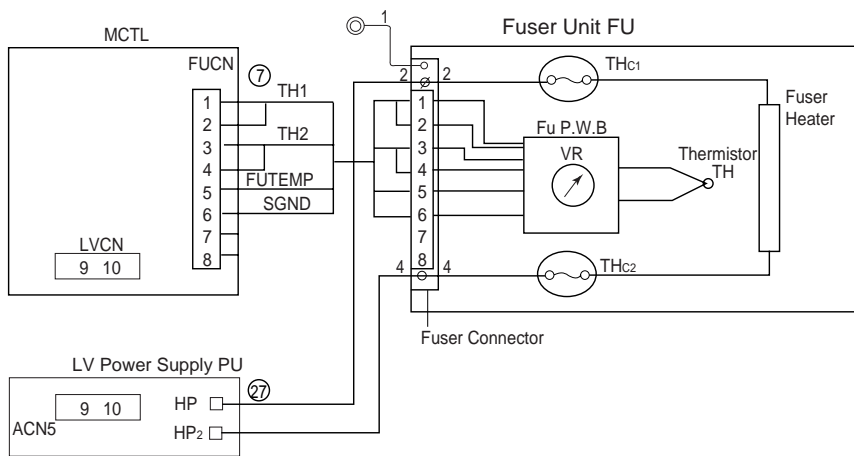 1
Fuser Unit FU
MCTL
FUCN
7
TH1
TH2
FUTEMP
SGND
1
2
3
4
5
6
7
8
LVCN
9 10
2
2
1
2
3
4
5
6
7
8
4
4
THC1
Fuser
Heater
Fu P.W.B
VR
Thermistor
TH
THC2
Fuser Connector
LV Power Supply PU
27
9 10
HP
ACN5
HP2